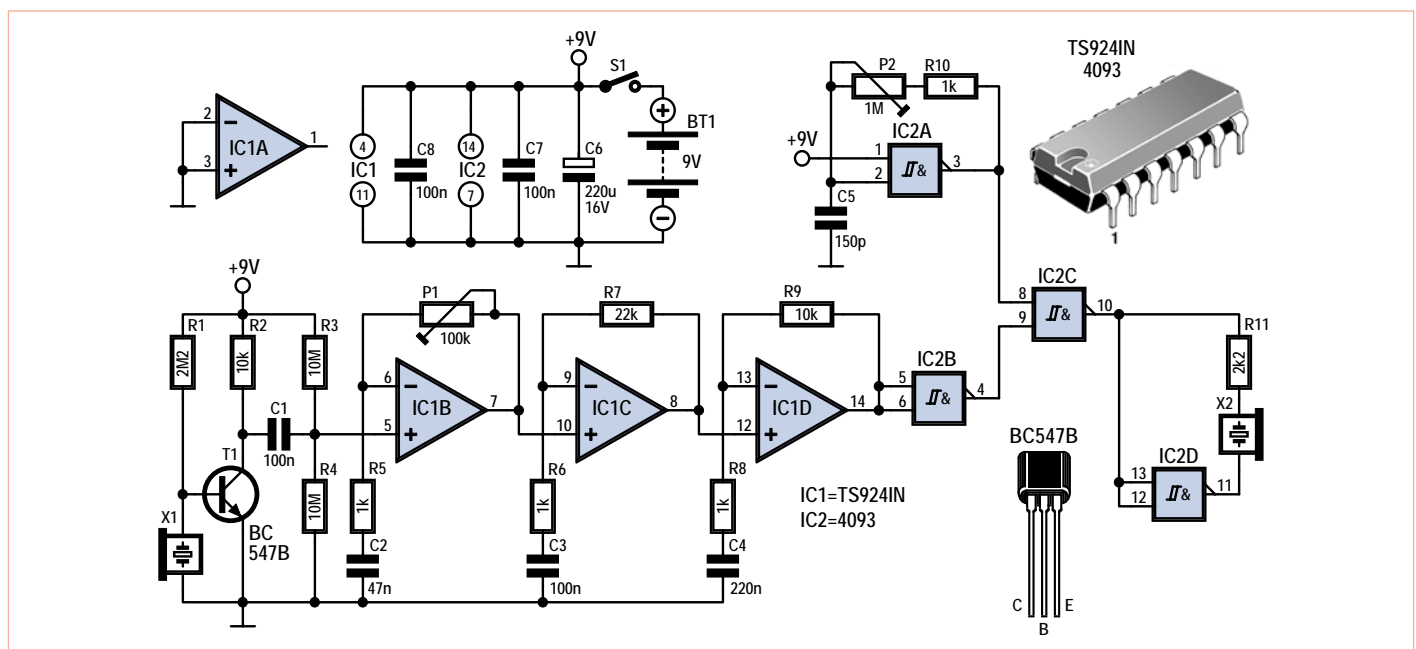 TS924IN
4093
1
+9V
S1
BT1
9V
2
3
IC1A
1
4
IC1
11
C8
100n
14
IC2
7
C7
100n
C6
220u
16V
P2
1M
R10
1k
+9V
IC2A
1
2
3
C5
150p
+9V
R1
2M2
R2
10k
R3
10M
C1
100n
T1
BC
547B
X1
R4
10M
P1
100k
6
5
IC1B
7
R5
1k
C2
47n
R7
22k
9
10
IC1C
8
R6
1k
C3
100n
R9
10k
13
12
IC1D
14
R8
1k
C4
220n
IC2B
5
6
4
IC2C
8
9
10
R11
2k2
X2
IC2D
13
12
11
IC1=TS924IN
IC2=4093
BC547B
C
B
E
&
&
&
&